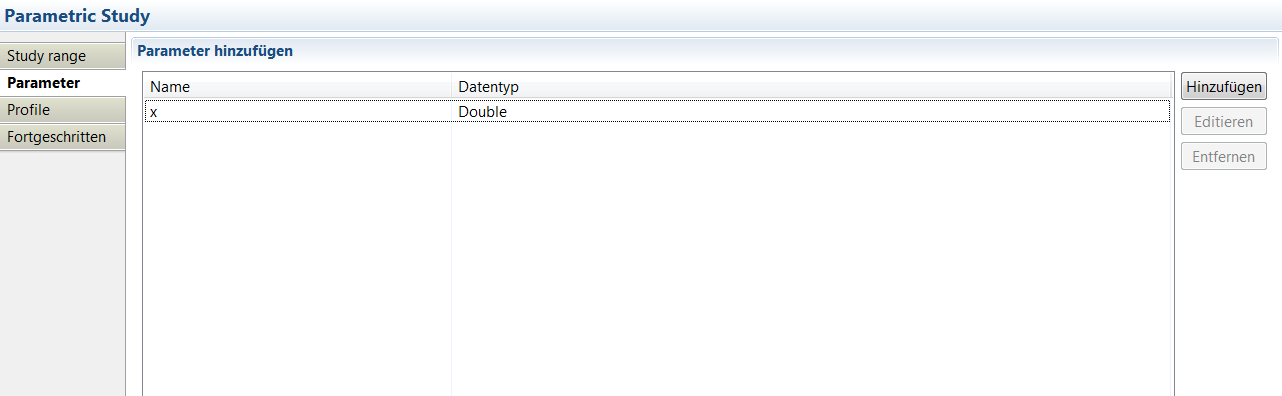 Parametric Study
Study range
Parameter
Profile
Fortgeschritten
Parameter hinzufügen
Name Datentyp
x Double
Hinzufügen
Editieren
Entfernen